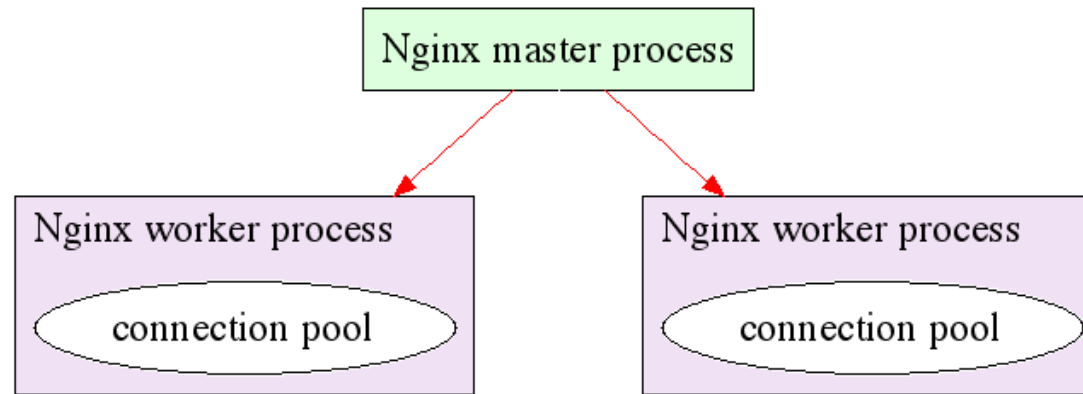 Nginx master process
Nginx worker process
Nginx worker process
connection pool
connection pool